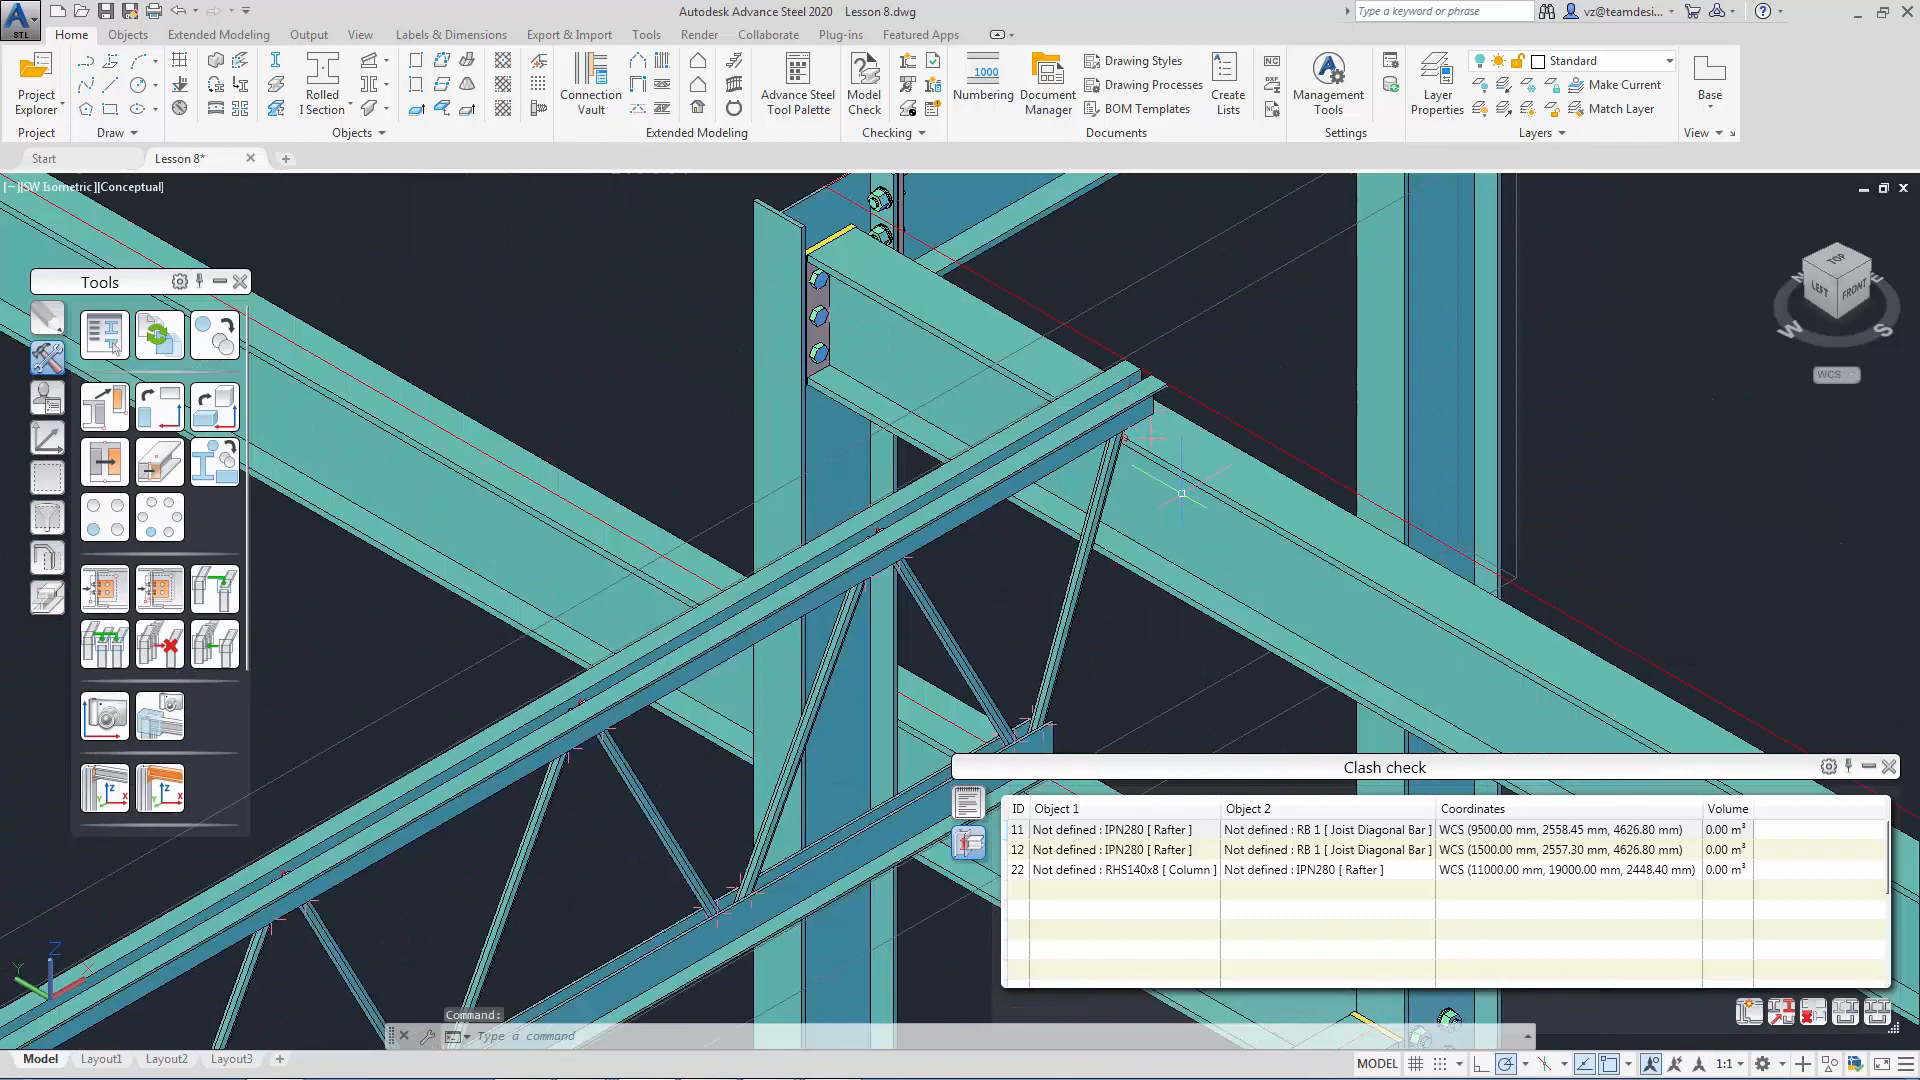 Autodesk Advance Steel 2020 Lesson 8.dwg
Type a keyword or phrase
vz@teamdesi...
STL
Home Objects Extended Modeling Output View Labels & Dimensions Export & Import Tools Render Collaborate Plug-ins Featured Apps
Project Explorer
Rolled I Section
Connection Vault
Advance Steel Tool Palette
Model Check
1000
Numbering
Document Manager
Drawing Styles
Drawing Processes
BOM Templates
Create Lists
NC
DXF
NC
Management Tools
Layer Properties
Standard
Make Current
Match Layer
Base
Project Draw Objects Extended Modeling Checking Documents Settings Layers View
Start Lesson 8*
[−][SW Isometric][Conceptual]
TOP
LEFT FRONT
N E W S
WCS
Tools
Clash check
ID Object 1 Object 2 Coordinates Volume
11 Not defined : IPN280 [ Rafter ] Not defined : RB 1 [ Joist Diagonal Bar ] WCS (9500.00 mm, 2558.45 mm, 4626.80 mm) 0.00 m³
12 Not defined : IPN280 [ Rafter ] Not defined : RB 1 [ Joist Diagonal Bar ] WCS (1500.00 mm, 2557.30 mm, 4626.80 mm) 0.00 m³
22 Not defined : RHS140x8 [ Column ] Not defined : IPN280 [ Rafter ] WCS (11000.00 mm, 19000.00 mm, 2448.40 mm) 0.00 m³
Z
Y X
Command:
Type a command
Model Layout1 Layout2 Layout3 +
MODEL 1:1